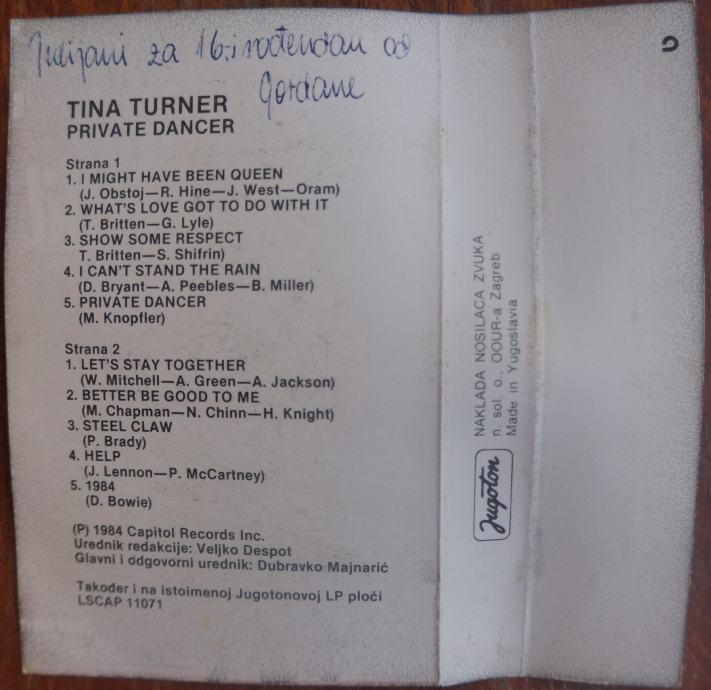 Julijani za 16. rođendan od
Gordane
TINA TURNER
PRIVATE DANCER
Strana 1
1. I MIGHT HAVE BEEN QUEEN
(J. Obstoj—R. Hine—J. West—Oram)
2. WHAT'S LOVE GOT TO DO WITH IT
(T. Britten—G. Lyle)
3. SHOW SOME RESPECT
T. Britten—S. Shifrin)
4. I CAN'T STAND THE RAIN
(D. Bryant—A. Peebles—B. Miller)
5. PRIVATE DANCER
(M. Knopfler)
Strana 2
1. LET'S STAY TOGETHER
(W. Mitchell—A. Green—A. Jackson)
2. BETTER BE GOOD TO ME
(M. Chapman—N. Chinn—H. Knight)
3. STEEL CLAW
(P. Brady)
4. HELP
(J. Lennon—P. McCartney)
5. 1984
(D. Bowie)
(P) 1984 Capitol Records Inc.
Urednik redakcije: Veljko Despot
Glavni i odgovorni urednik: Dubravko Majnarić
Također i na istoimenoj Jugotonovoj LP ploči
LSCAP 11071
Jugoton
NAKLADA NOSILACA ZVUKA
n. sol. o., OOUR-a Zagreb
Made in Yugoslavia